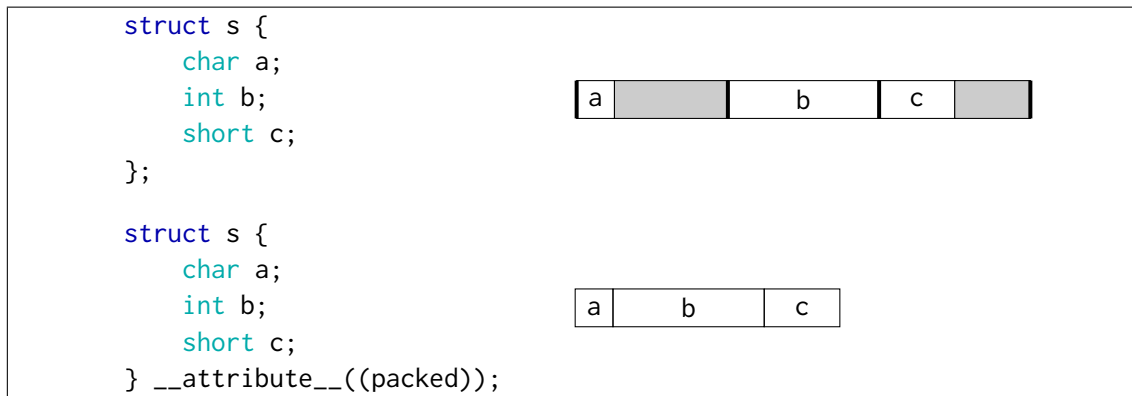 struct s {
    char a;
    int b;
    short c;
};
a b c
struct s {
    char a;
    int b;
    short c;
} __attribute__((packed));
a b c